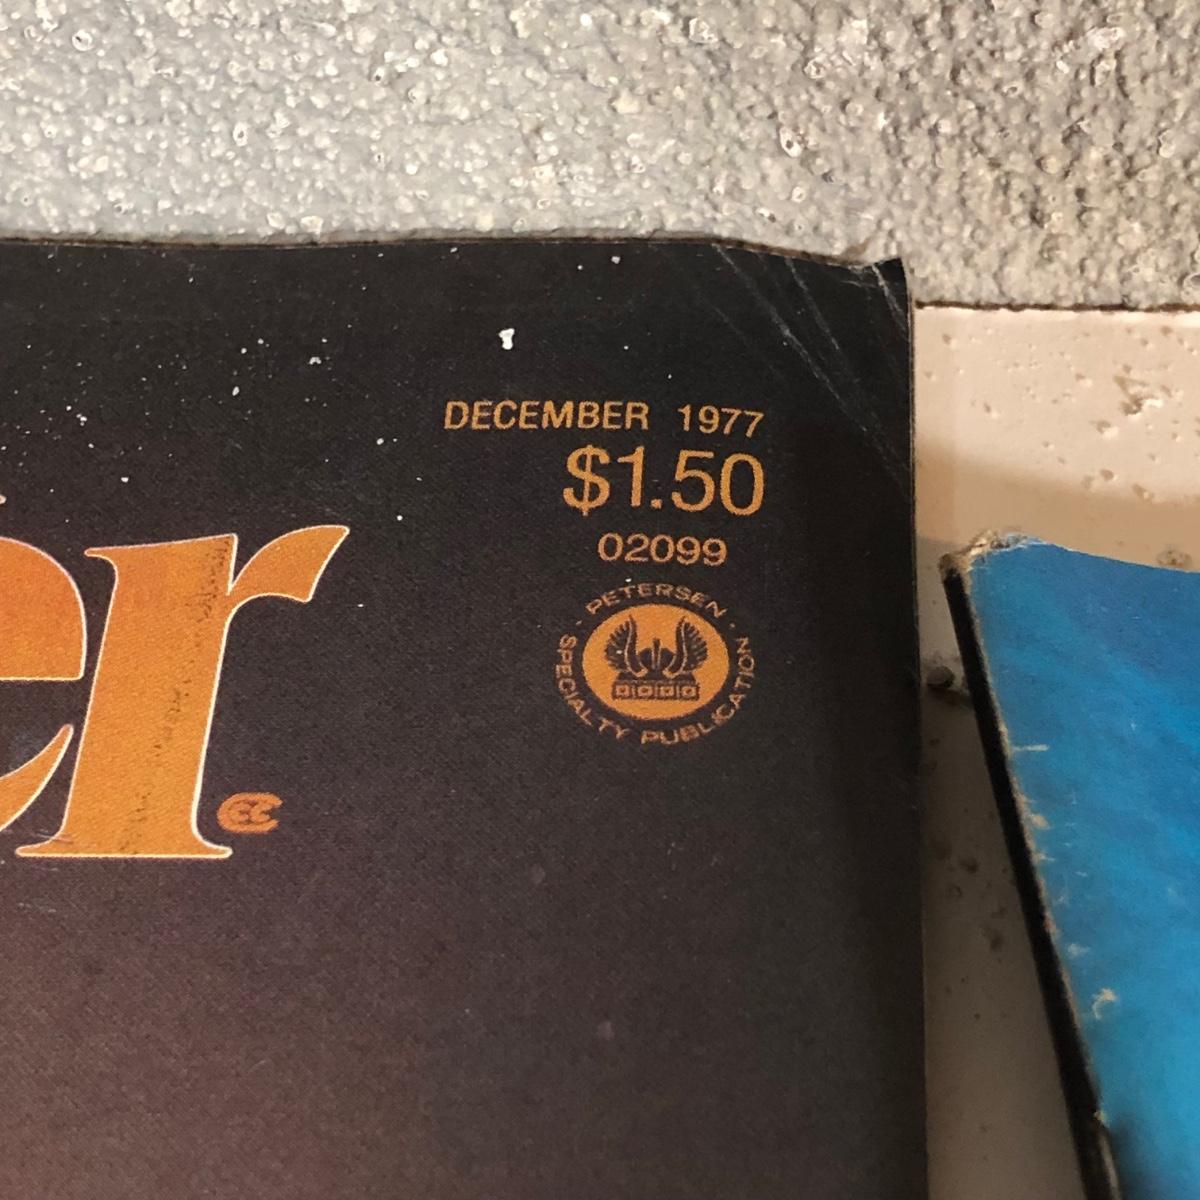 DECEMBER 1977
$1.50
02099
er
PETERSEN
SPECIALTY PUBLICATION